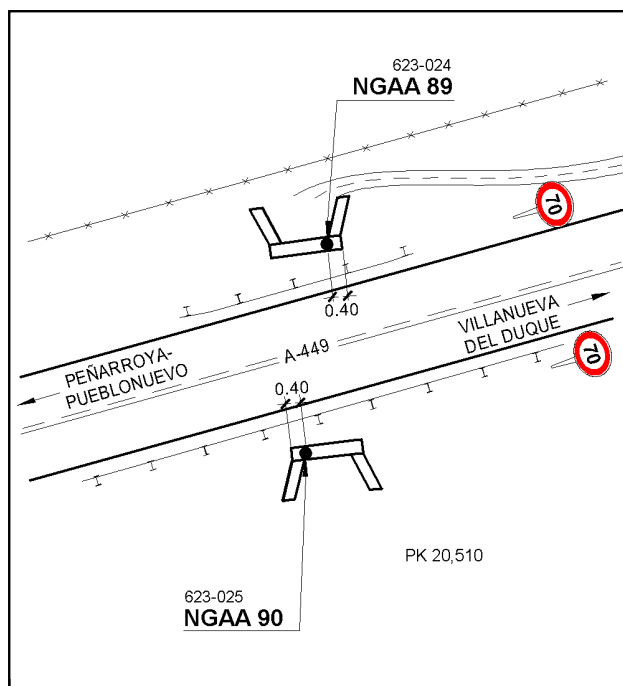 623-024
NGAA 89
70
0.40
PEÑARROYA-
PUEBLONUEVO
A-449
VILLANUEVA
DEL DUQUE
70
0.40
PK 20,510
623-025
NGAA 90